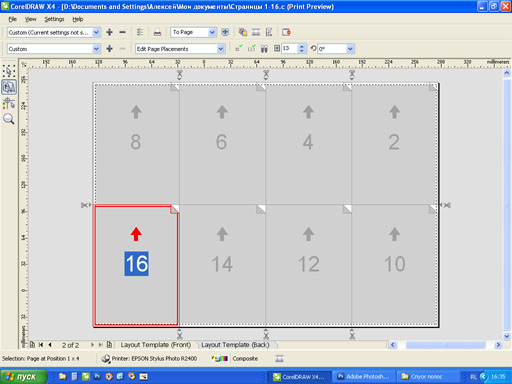 CorelDRAW X4 - [D:\Documents and Settings\Алексей\Мои документы\Страницы 1-16.c (Print Preview)]
File View Settings Help
Custom (Current settings not s... To Page
Custom Edit Page Placements 13 0°
192 160 128 96 64 32 0 32 64 96 128 160 192 224 256 288 320 millimeters
8 6 4 2
16 14 12 10
2 of 2 Layout Template (Front) Layout Template (Back)
Selection: Page at Position 1 x 4 Printer: EPSON Stylus Photo R2400 Composite
пуск CorelDRAW X4... Adobe Photosh... Спуск полос RL 16:35